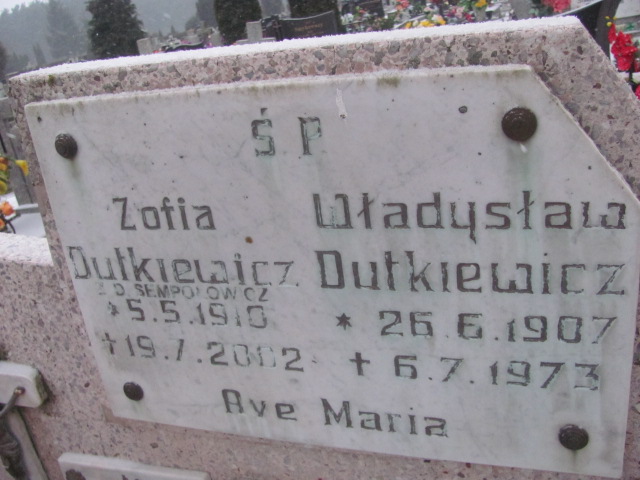 Ś P
Zofia
Dutkiewicz
Z D. SEMPOŁOWICZ
* 5.5.1910
† 19.7.2002
Władysław
Dutkiewicz
* 26.6.1907
† 6.7.1973
Ave Maria